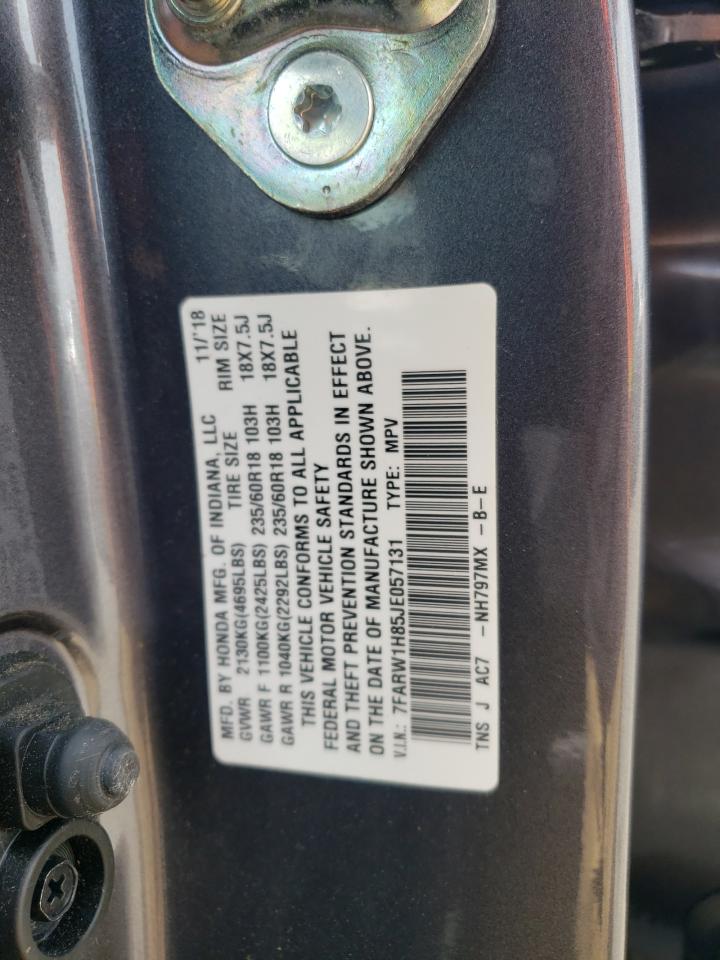 MFD. BY HONDA MFG. OF INDIANA, LLC 11/'18
GVWR 2130KG(4695LBS) TIRE SIZE RIM SIZE
GAWR F 1100KG(2425LBS) 235/60R18 103H 18X7.5J
GAWR R 1040KG(2292LBS) 235/60R18 103H 18X7.5J
THIS VEHICLE CONFORMS TO ALL APPLICABLE
FEDERAL MOTOR VEHICLE SAFETY
AND THEFT PREVENTION STANDARDS IN EFFECT
ON THE DATE OF MANUFACTURE SHOWN ABOVE.
V.I.N.: 7FARW1H85JE057131 TYPE: MPV
TNS J AC7 -NH797MX -B-E